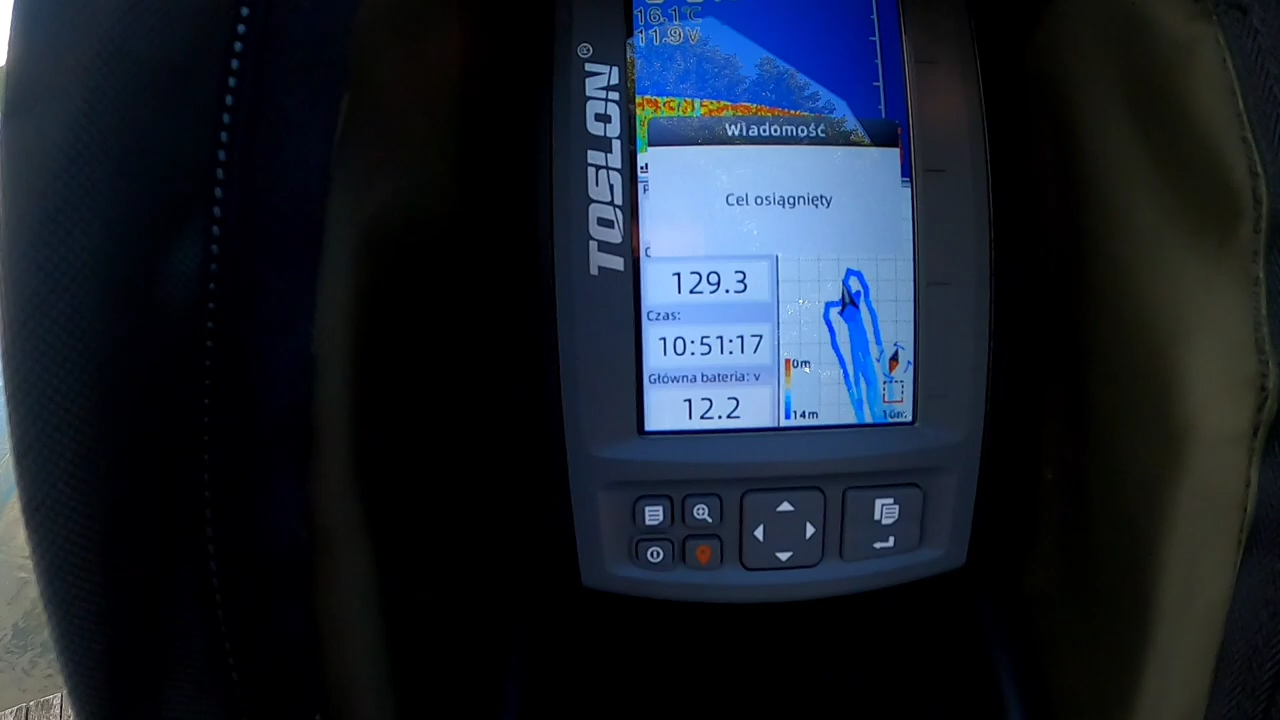 16.1°C
11.9V
TOSLON®
Wiadomość
Cel osiągnięty
129.3
Czas:
10:51:17
Główna bateria: v
12.2
0m
14m
10m